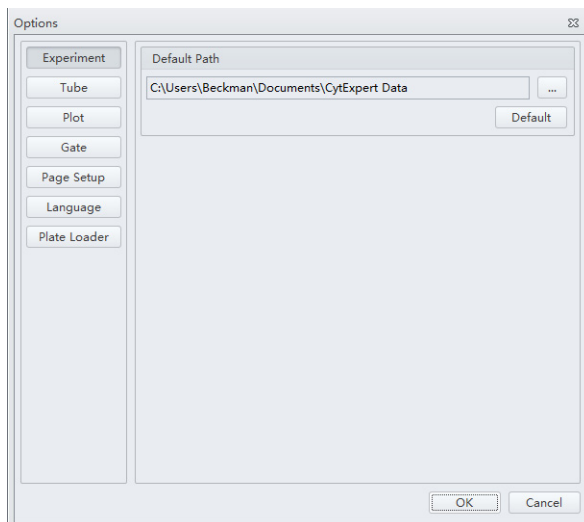 Options
Experiment
Tube
Plot
Gate
Page Setup
Language
Plate Loader
Default Path
C:\Users\Beckman\Documents\CytExpert Data
...
Default
OK
Cancel